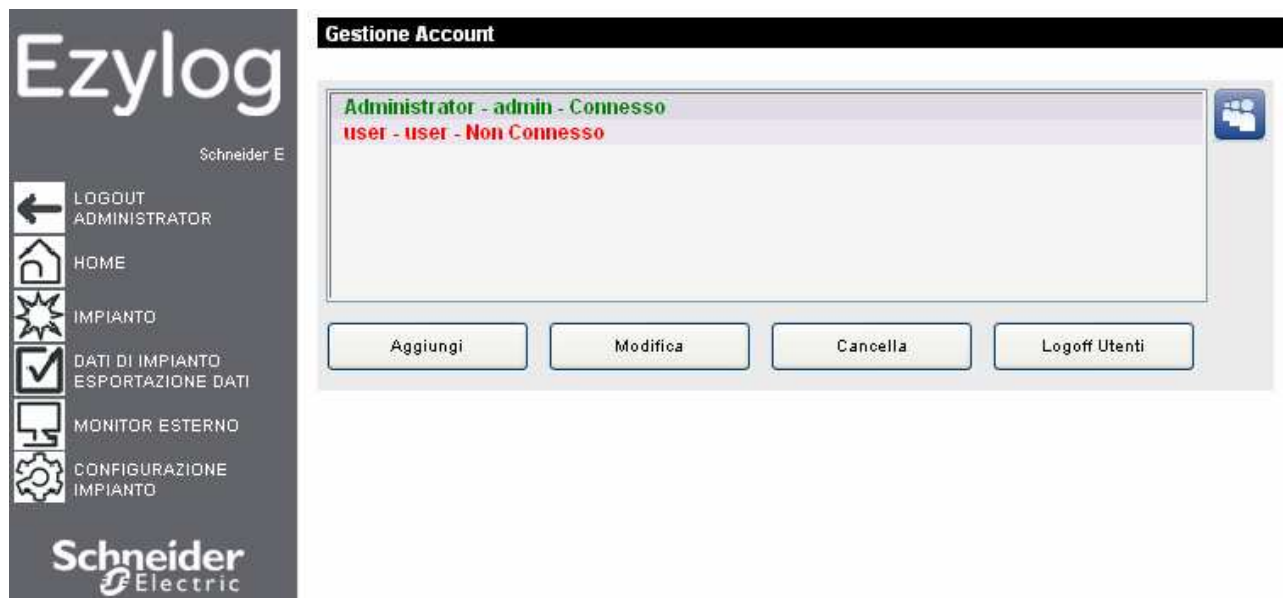 Ezylog
Schneider E
LOGOUT
ADMINISTRATOR
HOME
IMPIANTO
DATI DI IMPIANTO
ESPORTAZIONE DATI
MONITOR ESTERNO
CONFIGURAZIONE
IMPIANTO
Schneider
Electric
Gestione Account
Administrator - admin - Connesso
user - user - Non Connesso
Aggiungi
Modifica
Cancella
Logoff Utenti